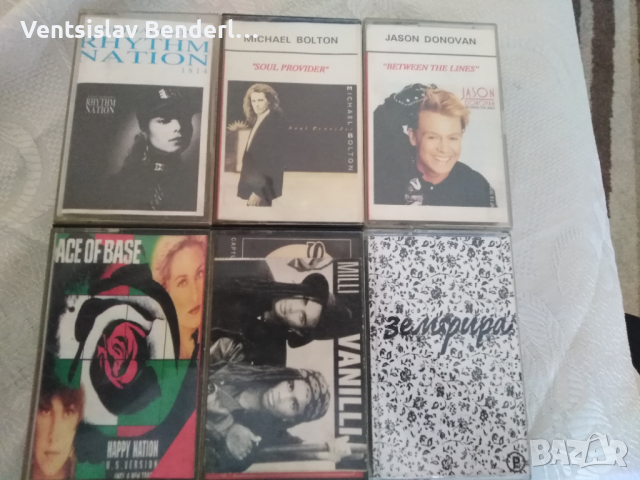 Ventsislav Benderl...
RHYTHM
NATION
1814
RHYTHM
NATION
MICHAEL BOLTON
"SOUL PROVIDER"
Soul Provider
MICHAEL BOLTON
JASON DONOVAN
"BETWEEN THE LINES"
JASON
DONOVAN
ACE OF BASE
HAPPY NATION
U.S. VERSION
MILLI
VANILLI
земфира
P
BAZAR